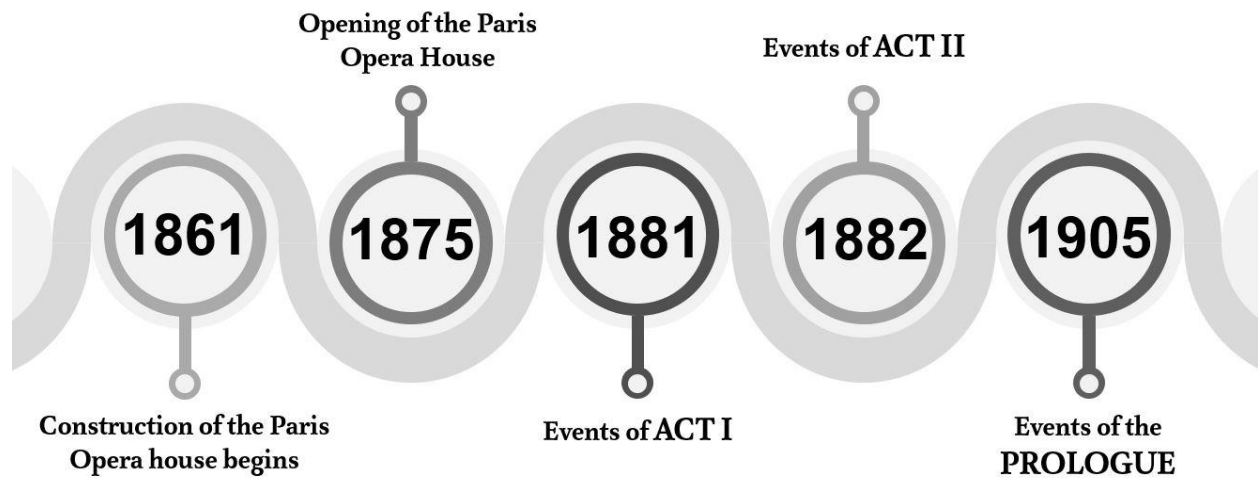 Opening of the Paris
Opera House
Events of ACT II
1861
1875
1881
1882
1905
Construction of the Paris
Opera house begins
Events of ACT I
Events of the
PROLOGUE